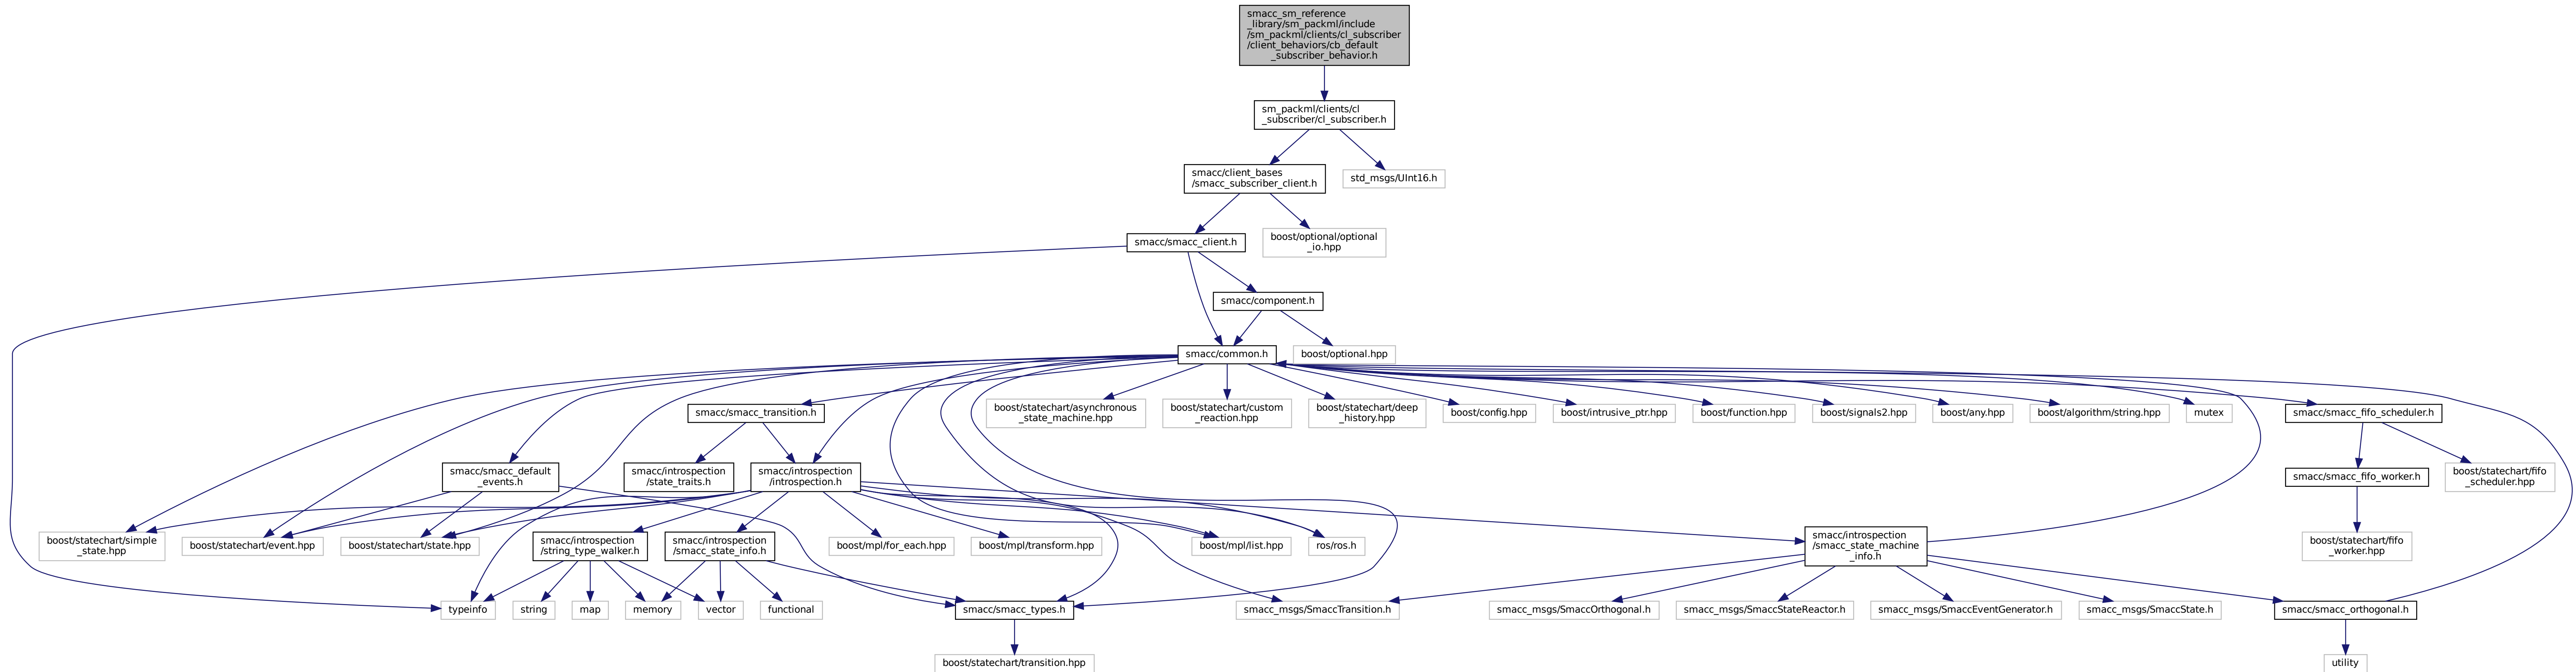 smacc_sm_reference
_library/sm_packml/include
/sm_packml/clients/cl_subscriber
/client_behaviors/cb_default
_subscriber_behavior.h
sm_packml/clients/cl
_subscriber/cl_subscriber.h
smacc/client_bases
/smacc_subscriber_client.h
std_msgs/UInt16.h
smacc/smacc_client.h
boost/optional/optional
_io.hpp
smacc/component.h
smacc/common.h
boost/optional.hpp
smacc/smacc_transition.h
boost/statechart/asynchronous
_state_machine.hpp
boost/statechart/custom
_reaction.hpp
boost/statechart/deep
_history.hpp
boost/config.hpp
boost/intrusive_ptr.hpp
boost/function.hpp
boost/signals2.hpp
boost/any.hpp
boost/algorithm/string.hpp
mutex
smacc/smacc_fifo_scheduler.h
smacc/smacc_default
_events.h
smacc/introspection
/state_traits.h
smacc/introspection
/introspection.h
smacc/smacc_fifo_worker.h
boost/statechart/fifo
_scheduler.hpp
boost/statechart/simple
_state.hpp
boost/statechart/event.hpp
boost/statechart/state.hpp
smacc/introspection
/string_type_walker.h
smacc/introspection
/smacc_state_info.h
boost/mpl/for_each.hpp
boost/mpl/transform.hpp
boost/mpl/list.hpp
ros/ros.h
smacc/introspection
/smacc_state_machine
_info.h
boost/statechart/fifo
_worker.hpp
typeinfo
string
map
memory
vector
functional
smacc/smacc_types.h
smacc_msgs/SmaccTransition.h
smacc_msgs/SmaccOrthogonal.h
smacc_msgs/SmaccStateReactor.h
smacc_msgs/SmaccEventGenerator.h
smacc_msgs/SmaccState.h
smacc/smacc_orthogonal.h
boost/statechart/transition.hpp
utility